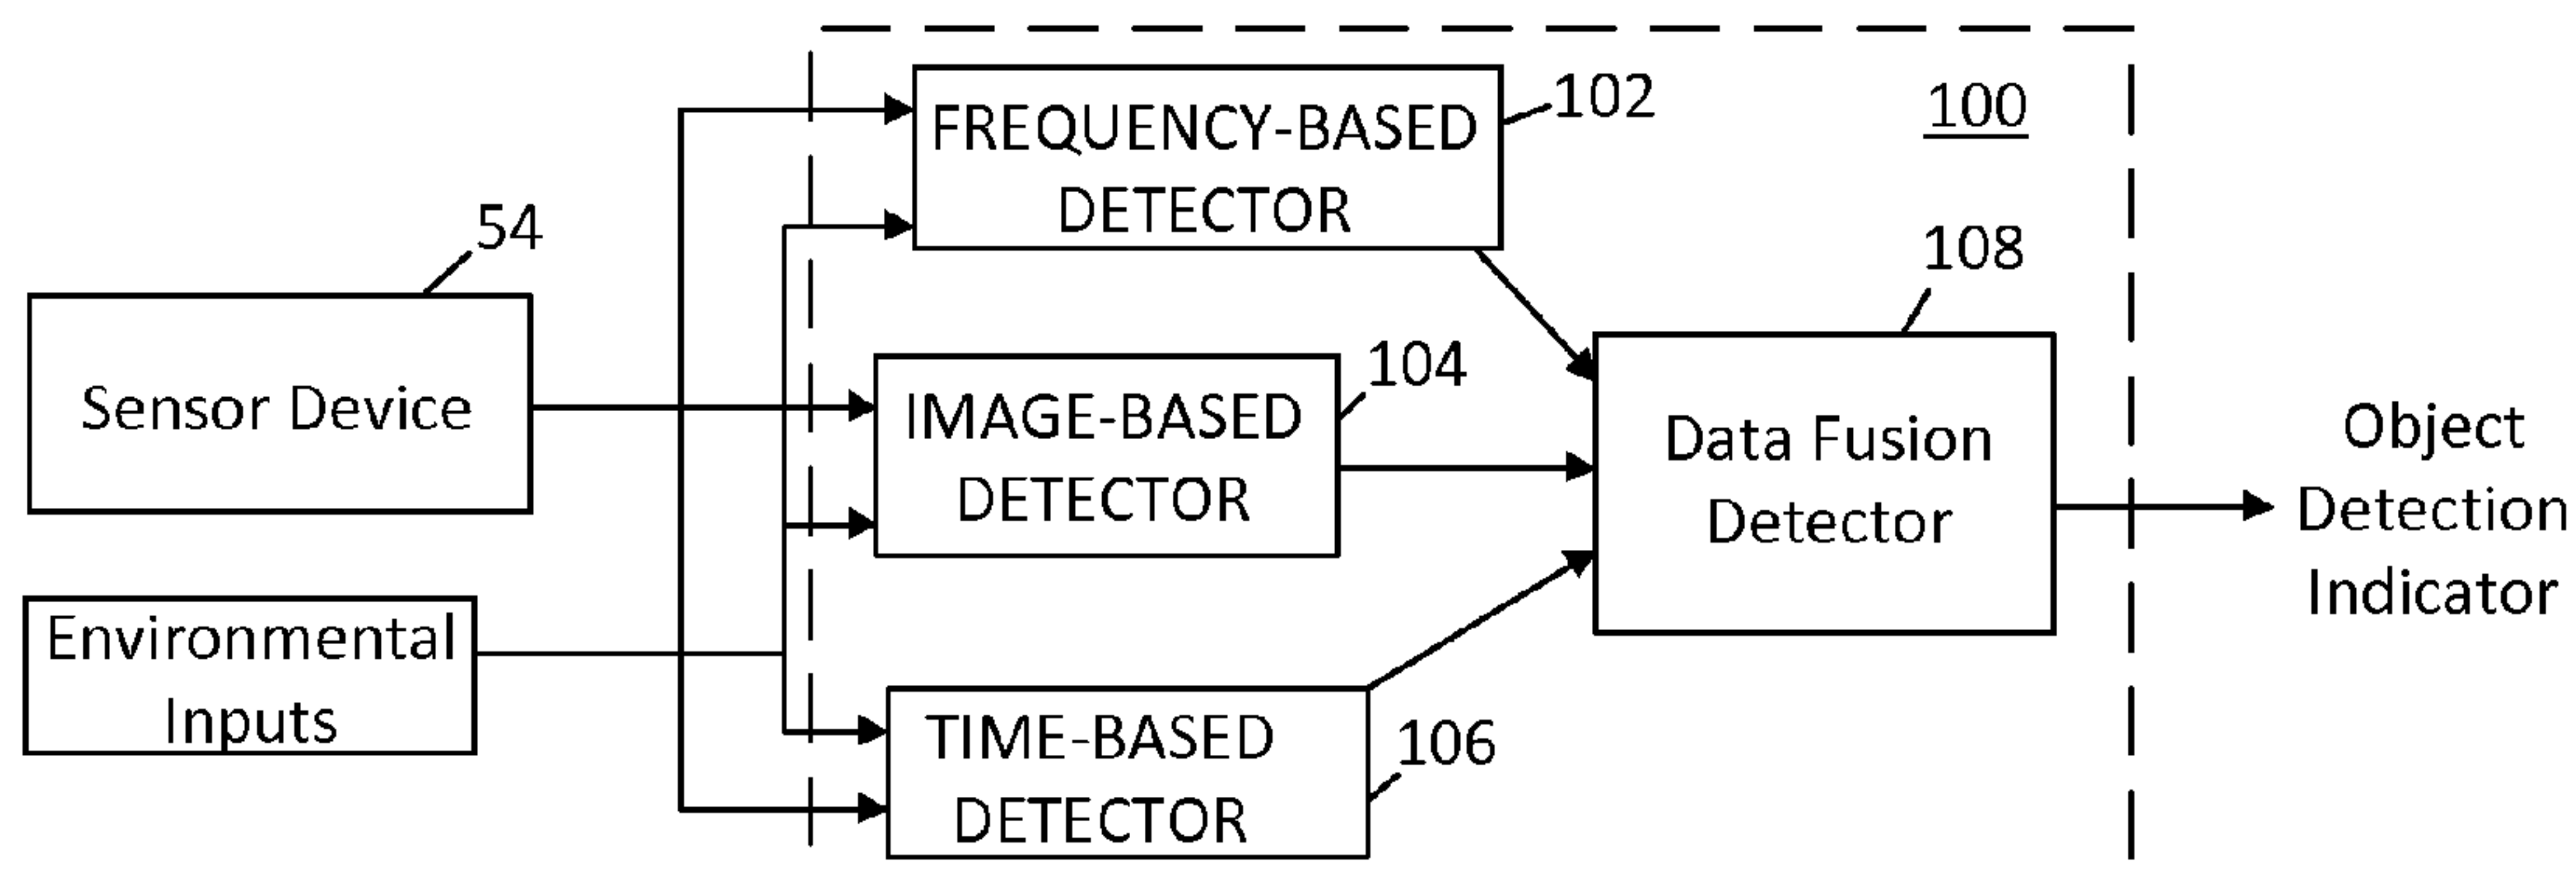 102
100
FREQUENCY-BASED
DETECTOR
54
108
Sensor Device
104
IMAGE-BASED
DETECTOR
Data Fusion
Detector
Object
Detection
Indicator
Environmental
Inputs
TIME-BASED
DETECTOR
106